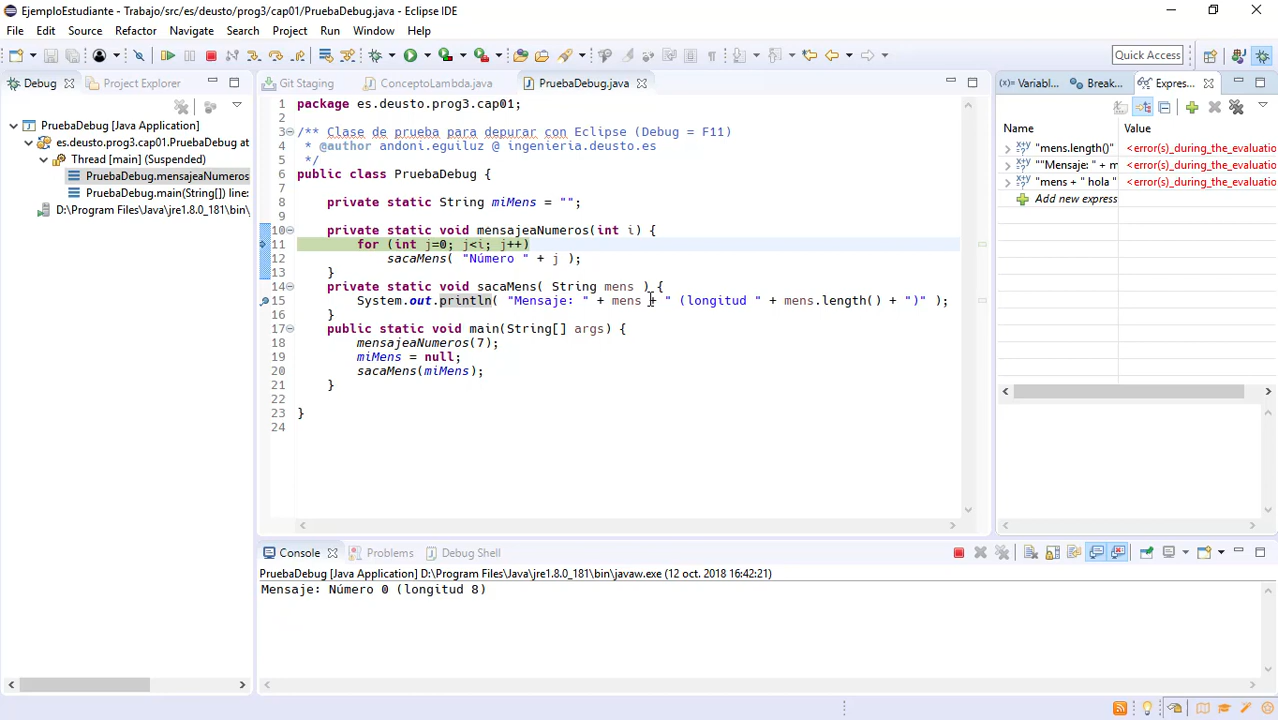 EjemploEstudiante - Trabajo/src/es/deusto/prog3/cap01/PruebaDebug.java - Eclipse IDE
File Edit Source Refactor Navigate Search Project Run Window Help
Quick Access
Debug
Project Explorer
PruebaDebug [Java Application]
es.deusto.prog3.cap01.PruebaDebug at
Thread [main] (Suspended)
PruebaDebug.mensajeaNumeros
PruebaDebug.main(String[]) line:
D:\Program Files\Java\jre1.8.0_181\bin\
Git Staging ConceptoLambda.java PruebaDebug.java
1 package es.deusto.prog3.cap01;
2
3 /** Clase de prueba para depurar con Eclipse (Debug = F11)
4 * @author andoni.eguiluz @ ingenieria.deusto.es
5 */
6 public class PruebaDebug {
7
8 private static String miMens = "";
9
10 private static void mensajeaNumeros(int i) {
11 for (int j=0; j<i; j++)
12 sacaMens( "Número " + j );
13 }
14 private static void sacaMens( String mens ) {
15 System.out.println( "Mensaje: " + mens + " (longitud " + mens.length() + ")" );
16 }
17 public static void main(String[] args) {
18 mensajeaNumeros(7);
19 miMens = null;
20 sacaMens(miMens);
21 }
22
23 }
24
(x)= Variabl... Break... Expres...
Name Value
"mens.length()" <error(s)_during_the_evaluatio
""Mensaje: " + m <error(s)_during_the_evaluatio
"mens + " hola " <error(s)_during_the_evaluatio
Add new express
Console Problems Debug Shell
PruebaDebug [Java Application] D:\Program Files\Java\jre1.8.0_181\bin\javaw.exe (12 oct. 2018 16:42:21)
Mensaje: Número 0 (longitud 8)